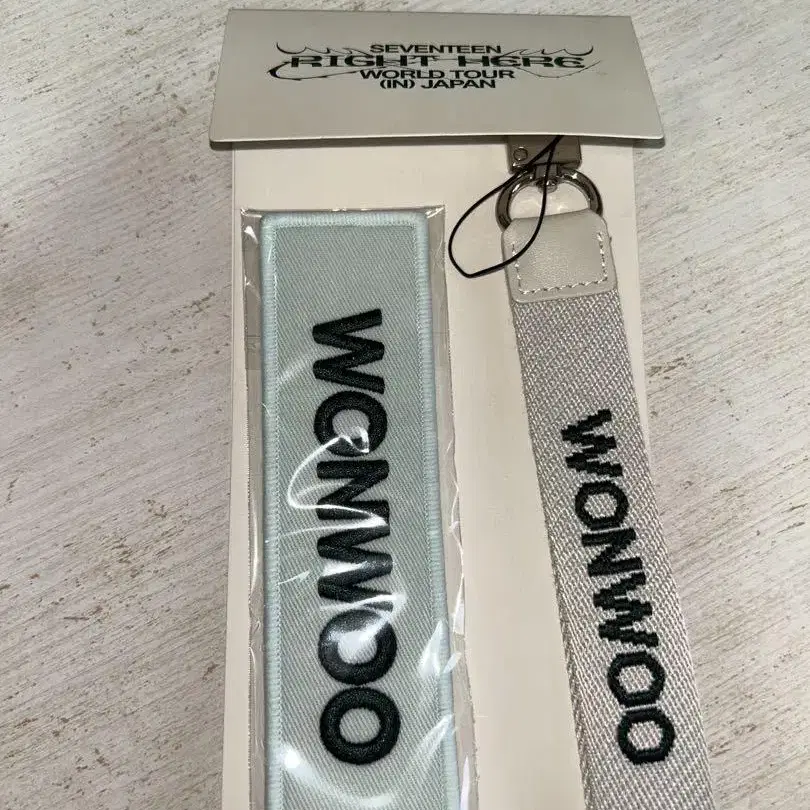 SEVENTEEN
RIGHT HERE
WORLD TOUR
(IN) JAPAN
WONWOO
WONWOO